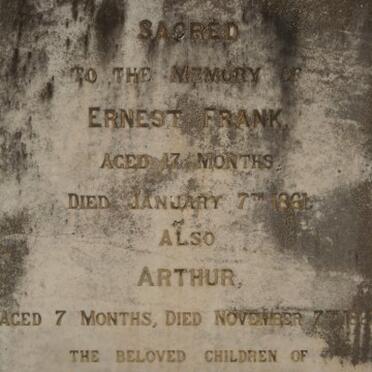 SACRED
TO THE MEMORY OF
ERNEST FRANK,
AGED 17 MONTHS.
DIED JANUARY 7TH 1861.
ALSO
ARTHUR,
AGED 7 MONTHS, DIED NOVEMBER 7TH
THE BELOVED CHILDREN OF